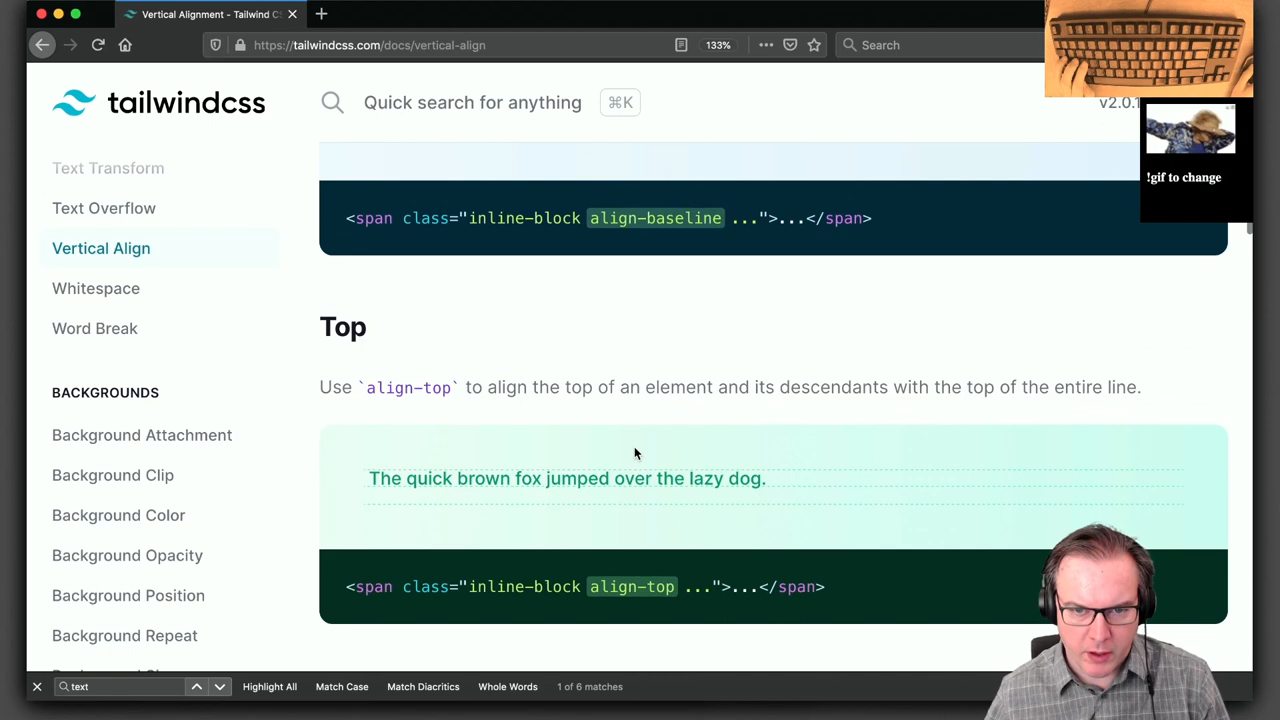 Vertical Alignment - Tailwind C
https://tailwindcss.com/docs/vertical-align
133%
Search
tailwindcss
Quick search for anything
⌘K
v2.0.1
!gif to change
Text Transform
Text Overflow
Vertical Align
Whitespace
Word Break
BACKGROUNDS
Background Attachment
Background Clip
Background Color
Background Opacity
Background Position
Background Repeat
<span class="inline-block align-baseline ...">...</span>
Top
Use `align-top` to align the top of an element and its descendants with the top of the entire line.
The quick brown fox jumped over the lazy dog.
<span class="inline-block align-top ...">...</span>
text
Highlight All
Match Case
Match Diacritics
Whole Words
1 of 6 matches